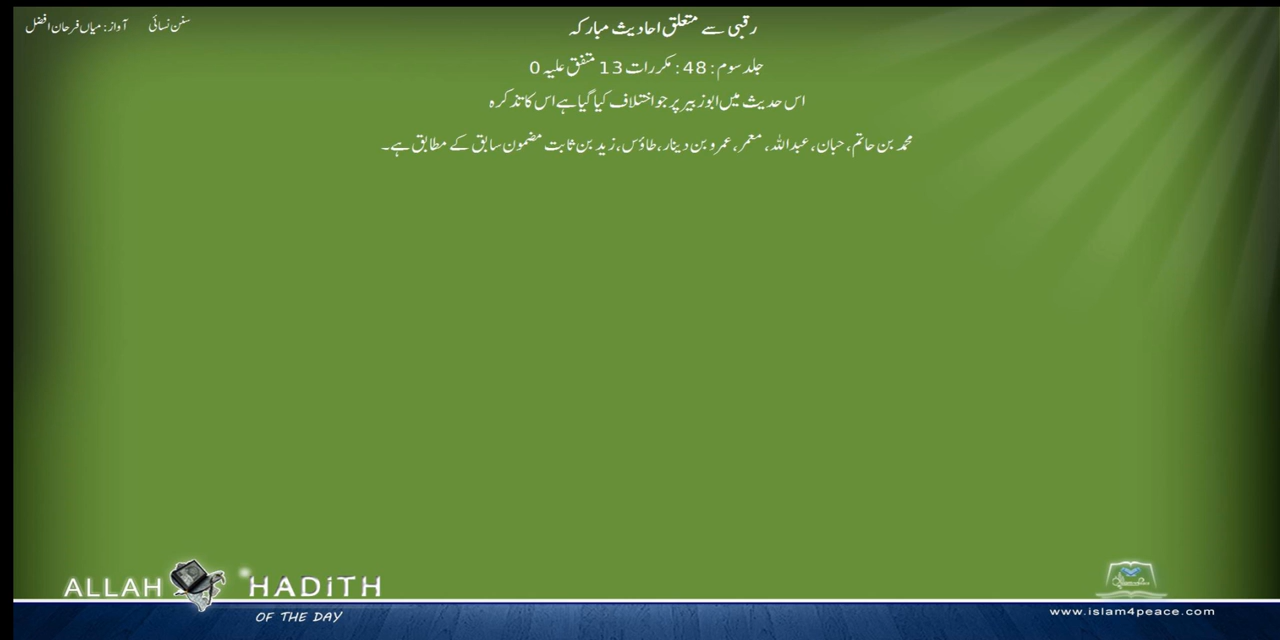 رقبی سے متعلق احادیث مبارکہ
سنن نسائی آواز: میاں فرحان افضل
جلد سوم : 48 : مکررات 13 متفق علیہ 0
اس حدیث میں ابوزبیر پر جو اختلاف کیا گیا ہے اس کا تذکرہ
محمد بن حاتم، حبان، عبداللہ، معمر، عمرو بن دینار، طاؤس، زید بن ثابت مضمون سابق کے مطابق ہے۔
ALLAH HADITH
OF THE DAY
www.islam4peace.com